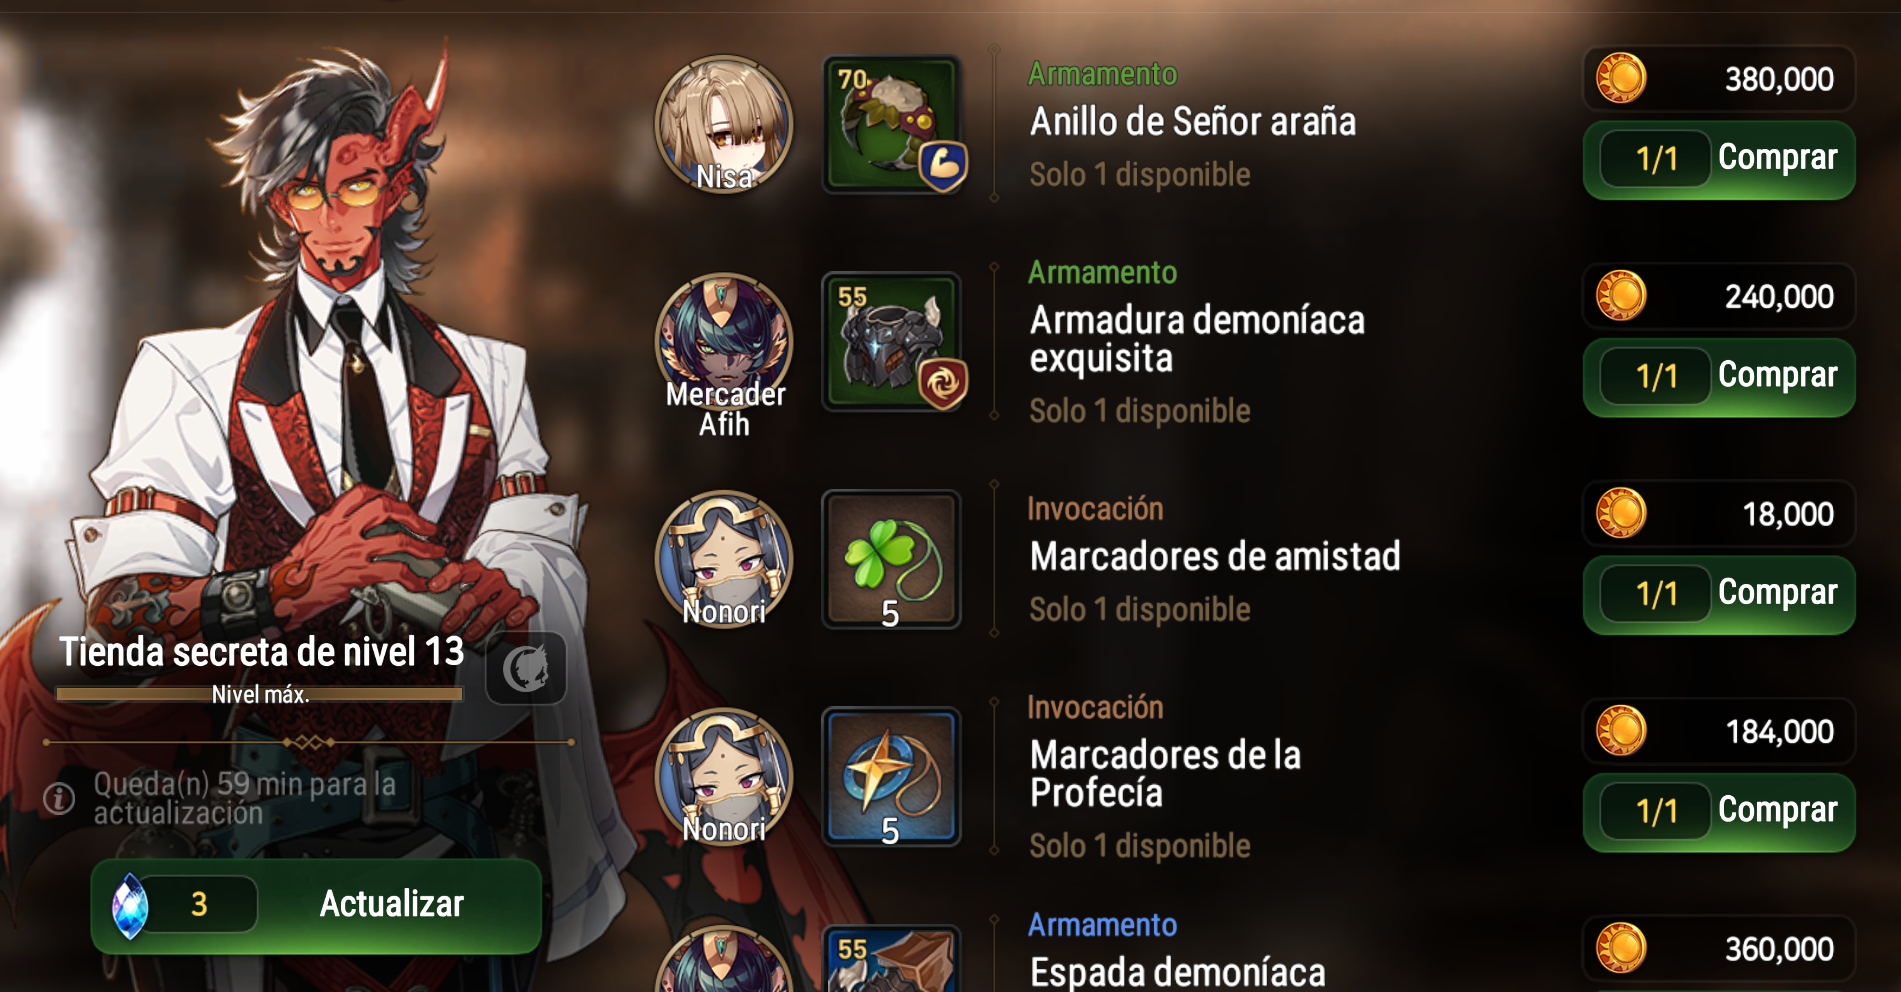 70
Nisa
Armamento
Anillo de Señor araña
Solo 1 disponible
380,000
1/1 Comprar
55
Mercader
Afih
Armamento
Armadura demoníaca
exquisita
Solo 1 disponible
240,000
1/1 Comprar
Nonori
5
Invocación
Marcadores de amistad
Solo 1 disponible
18,000
1/1 Comprar
Nonori
5
Invocación
Marcadores de la
Profecía
Solo 1 disponible
184,000
1/1 Comprar
55
Armamento
Espada demoníaca
360,000
Tienda secreta de nivel 13
Nivel máx.
Queda(n) 59 min para la
actualización
3 Actualizar